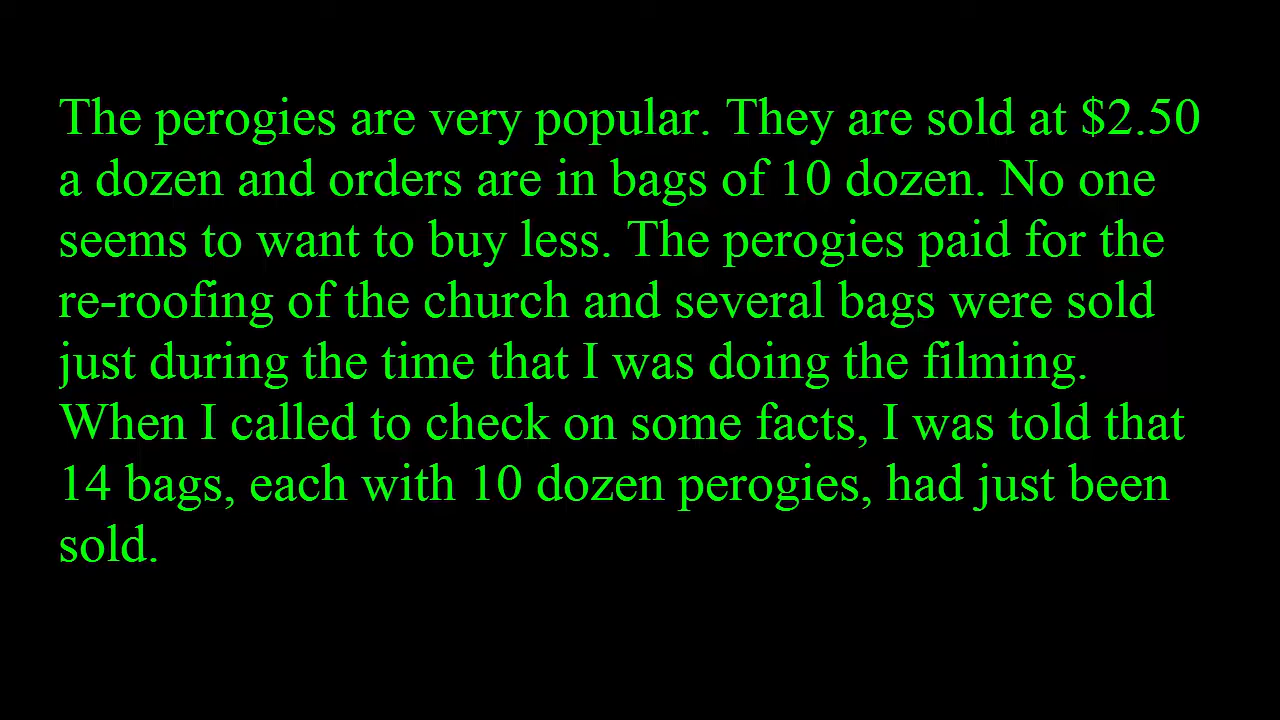 The perogies are very popular. They are sold at $2.50
a dozen and orders are in bags of 10 dozen. No one
seems to want to buy less. The perogies paid for the
re-roofing of the church and several bags were sold
just during the time that I was doing the filming.
When I called to check on some facts, I was told that
14 bags, each with 10 dozen perogies, had just been
sold.